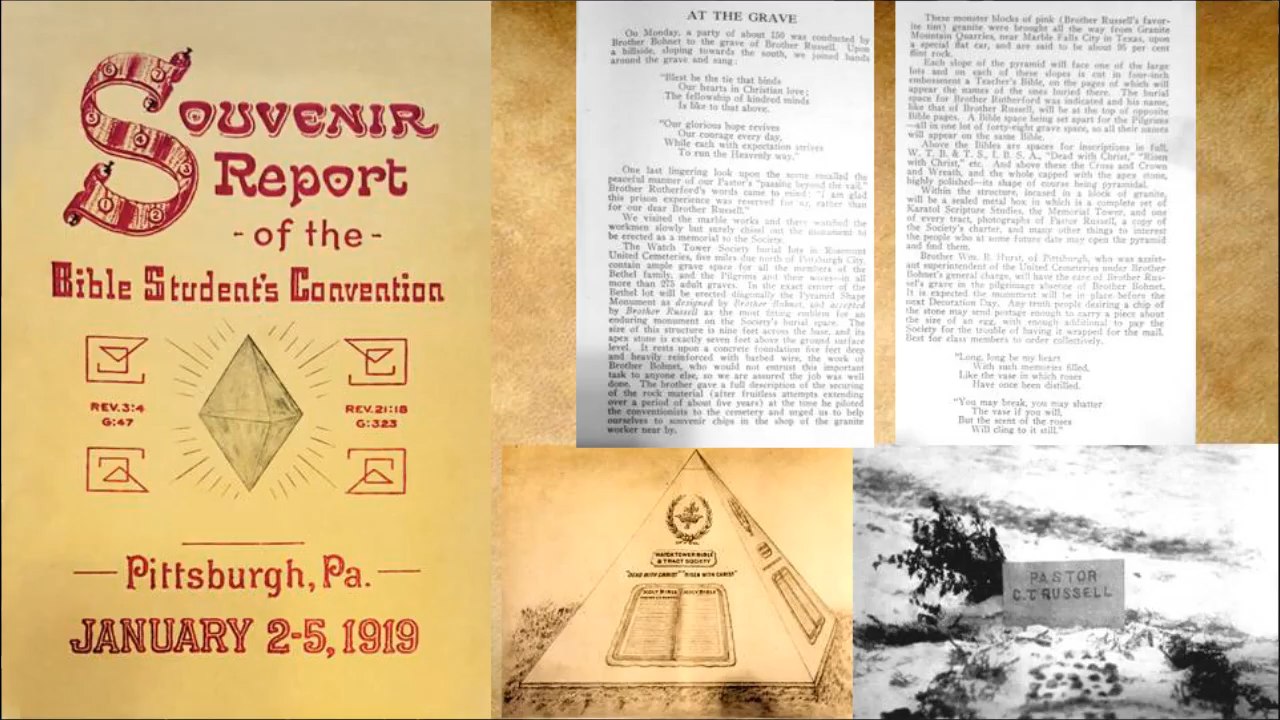 SOUVENIR
Report
- of the -
Bible Student's Convention
REV. 3:4
G:47
REV. 21:18
G:323
Pittsburgh, Pa.
JANUARY 2-5, 1919
AT THE GRAVE
On Monday, a party of about 150 was conducted by
Brother Bohnet to the grave of Brother Russell. Upon
a hillside, sloping towards the south, we joined hands
around the grave and sang:
"Blest be the tie that binds
Our hearts in Christian love;
The fellowship of kindred minds
Is like to that above.
"Our glorious hope revives
Our courage every day,
While each with expectation strives
To run the Heavenly way."
One last lingering look upon the scene recalled the
peaceful manner of our Pastor's "passing beyond the vail."
Brother Rutherford's words came to mind: "I am glad
this prison experience was reserved for us, rather than
for our dear Brother Russell."
We visited the marble works and there watched the
workmen slowly but surely chisel out the monument to
be erected as a memorial to the Society.
The Watch Tower Society burial lots in Rosemont
United Cemeteries, five miles due north of Pittsburgh City,
contain ample grave space for all the members of the
Bethel family, and the Pilgrims and their wives—in all
more than 275 adult graves. In the exact center of the
Bethel lot will be erected diagonally the Pyramid Shape
Monument as designed by Brother Bohnet, and accepted
by Brother Russell as the most fitting emblem for an
enduring monument on the Society's burial space. The
size of this structure is nine feet across the base, and its
apex stone is exactly seven feet above the ground surface
level. It rests upon a concrete foundation five feet deep
and heavily reinforced with barbed wire, the work of
Brother Bohnet, who would not entrust this important
task to anyone else, so we are assured the job was well
done. The brother gave a full description of the securing
of the rock material (after fruitless attempts extending
over a period of about five years) at the time he piloted
the conventionists to the cemetery and urged us to help
ourselves to souvenir chips in the shop of the granite
worker near by.
These monster blocks of pink (Brother Russell's favor-
ite tint) granite were brought all the way from Granite
Mountain Quarries, near Marble Falls City in Texas, upon
a special flat car, and are said to be about 95 per cent
iron rock.
Each slope of the pyramid will face one of the large
lots and on each of these slopes is cut in four-inch
embossment a Teacher's Bible, on the pages of which will
appear the names of the ones buried there. The burial
space for Brother Rutherford was indicated and his name,
like that of Brother Russell, will be at the top of opposite
Bible pages. A Bible space being set apart for the Pilgrims
—all in one lot of forty-eight grave space, so all their names
will appear on the same Bible.
Above the Bibles are spaces for inscriptions in full,
W. T. B. & T. S., I. B. S. A., "Dead with Christ," "Risen
with Christ," etc. And above these the Cross and Crown
and Wreath, and the whole capped with the apex stone,
highly polished—its shape of course being pyramidal.
Within the structure, incased in a block of granite,
will be a sealed metal box in which is a complete set of
Karatol Scripture Studies, the Memorial Tower, and one
of every tract, photographs of Pastor Russell, a copy of
the Society's charter, and many other things to interest
the people who at some future date may open the pyramid
and find them.
Brother Wm. B. Hurst, of Pittsburgh, who was assist-
ant superintendent of the United Cemeteries under Brother
Bohnet's general charge, will have the care of Brother Rus-
sell's grave in the pilgrimage absence of Brother Bohnet.
It is expected the monument will be in place before the
next Decoration Day. Any truth people desiring a chip of
the stone may send postage enough to carry a piece about
the size of an egg, with enough additional to pay the
Society for the trouble of having it wrapped for the mail.
Best for class members to order collectively.
"Long, long be my heart
With such memories filled,
Like the vase in which roses
Have once been distilled.
"You may break, you may shatter
The vase if you will,
But the scent of the roses
Will cling to it still."
WATCH TOWER BIBLE
& TRACT SOCIETY
"DEAD WITH CHRIST" "RISEN WITH CHRIST"
HOLY BIBLE HOLY BIBLE
PASTOR
C.T.RUSSELL